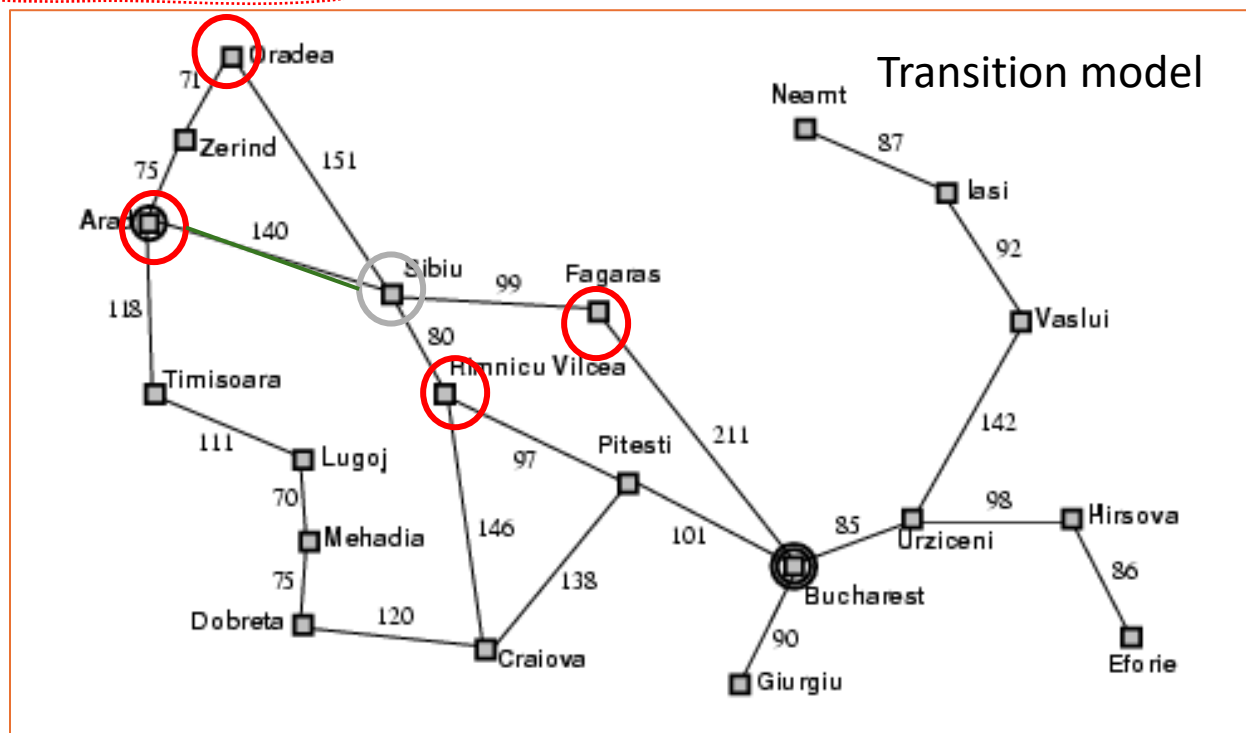 Oradea
Transition model
Neamt
71
87
Zerind
151
Iasi
75
Arad
140
92
Sibiu
Fagaras
99
118
Vaslui
80
Timisoara
Rimnicu Vilcea
142
111
211
Lugoj
97
Pitesti
70
98
Hirsova
146
85
Mehadia
101
Urziceni
86
75
138
Bucharest
120
Dobreta
90
Craiova
Eforie
Giurgiu